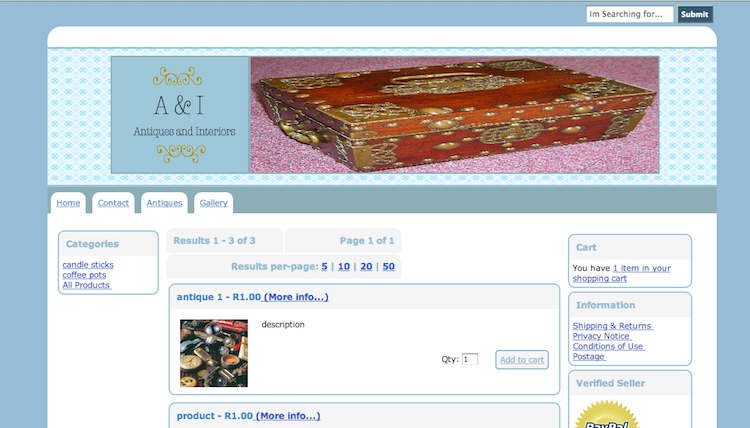 Im Searching for...
Submit
A & I
Antiques and Interiors
Home
Contact
Antiques
Gallery
Categories
candle sticks
coffee pots
All Products
Results 1 - 3 of 3
Page 1 of 1
Results per-page: 5 | 10 | 20 | 50
antique 1 - R1.00 (More info...)
description
Qty: 1
Add to cart
product - R1.00 (More info...)
Cart
You have 1 item in your
shopping cart
Information
Shipping & Returns
Privacy Notice
Conditions of Use
Postage
Verified Seller
PayPal